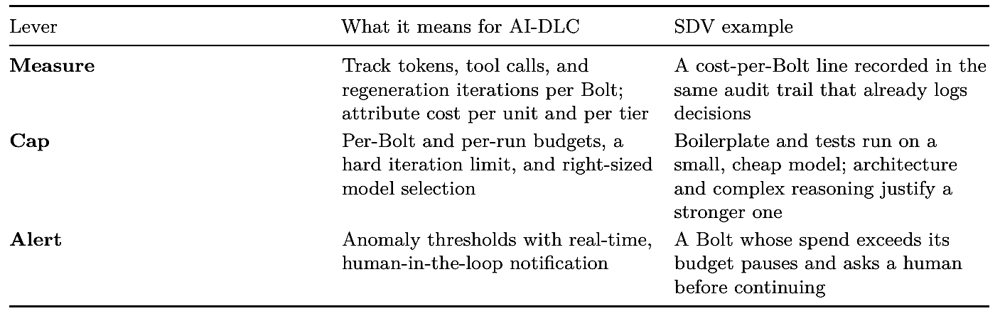 Lever
What it means for AI-DLC
SDV example
Measure
Track tokens, tool calls, and
regeneration iterations per Bolt;
attribute cost per unit and per tier
A cost-per-Bolt line recorded in the
same audit trail that already logs
decisions
Cap
Per-Bolt and per-run budgets, a
hard iteration limit, and right-sized
model selection
Boilerplate and tests run on a
small, cheap model; architecture
and complex reasoning justify a
stronger one
Alert
Anomaly thresholds with real-time,
human-in-the-loop notification
A Bolt whose spend exceeds its
budget pauses and asks a human
before continuing